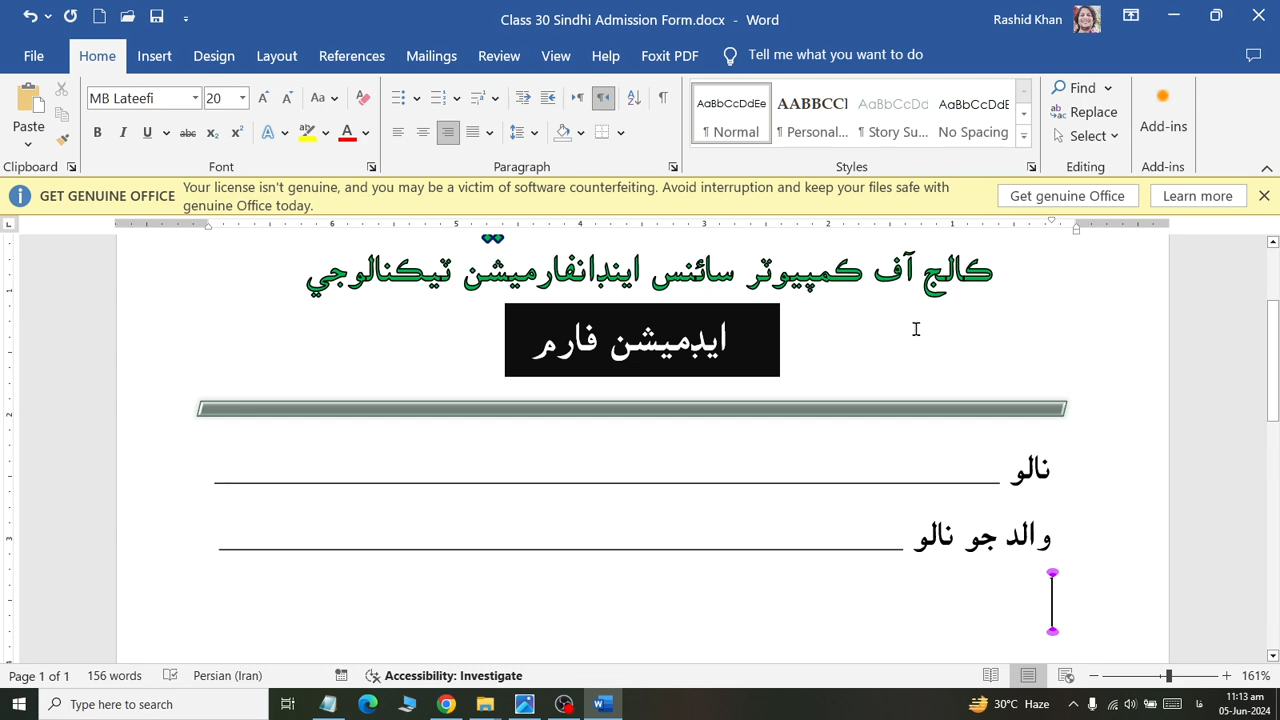 Class 30 Sindhi Admission Form.docx - Word
Rashid Khan
File Home Insert Design Layout References Mailings Review View Help Foxit PDF Tell me what you want to do
Paste
MB Lateefi 20
AaBbCcDdEe AABBCCI AaBbCcDd AaBbCcDdE
¶ Normal ¶ Personal... ¶ Story Su... ¶ No Spacing
Find
Replace
Select
Add-ins
Clipboard Font Paragraph Styles Editing Add-ins
GET GENUINE OFFICE Your license isn't genuine, and you may be a victim of software counterfeiting. Avoid interruption and keep your files safe with
genuine Office today.
Get genuine Office Learn more
6 5 4 3 2 1
ڪالج آف ڪمپيوٽر سائنس اينڊانفارميشن ٽيڪنالوجي
ايڊميشن فارم
نالو
والد جو نالو
Page 1 of 1 156 words Persian (Iran) Accessibility: Investigate 161%
Type here to search
30°C Haze
11:13 am
05-Jun-2024